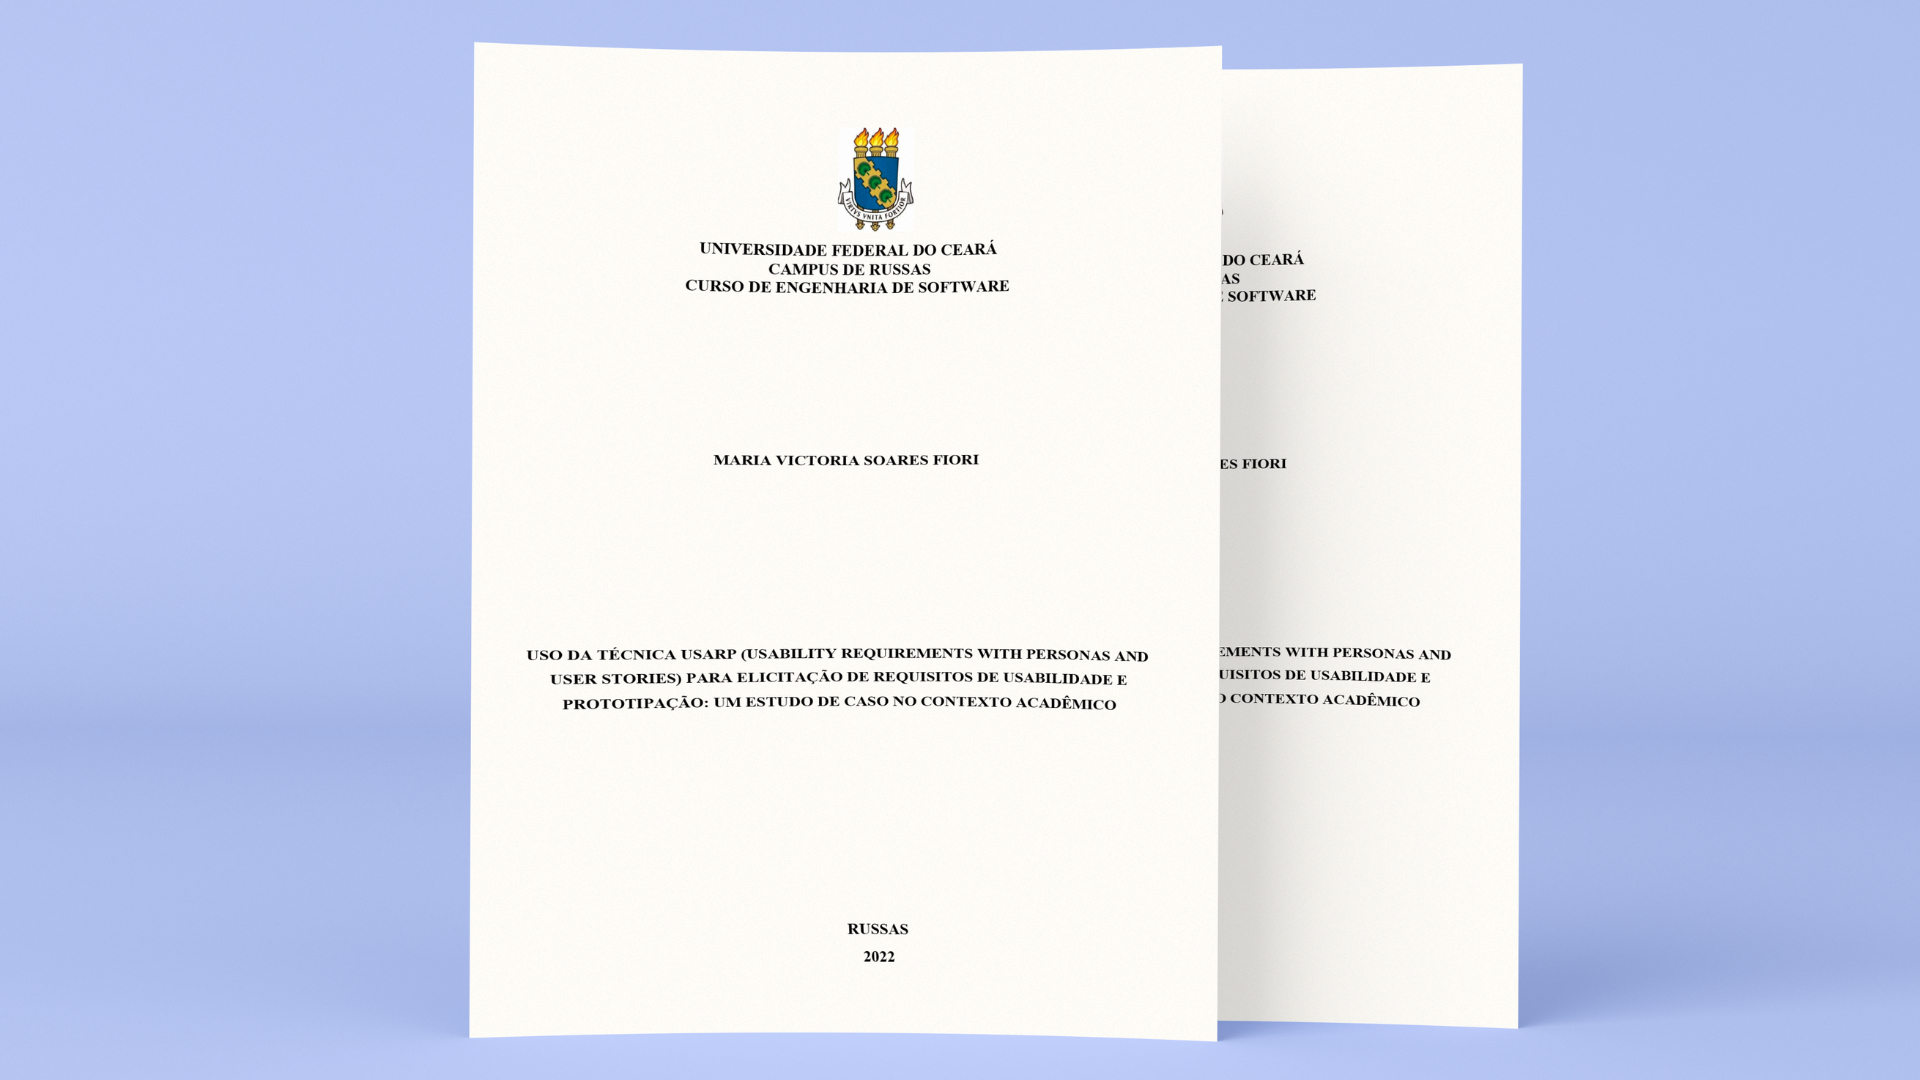 VIRTVS VNITA FORTIOR
UNIVERSIDADE FEDERAL DO CEARÁ
CAMPUS DE RUSSAS
CURSO DE ENGENHARIA DE SOFTWARE
MARIA VICTORIA SOARES FIORI
USO DA TÉCNICA USARP (USABILITY REQUIREMENTS WITH PERSONAS AND
USER STORIES) PARA ELICITAÇÃO DE REQUISITOS DE USABILIDADE E
PROTOTIPAÇÃO: UM ESTUDO DE CASO NO CONTEXTO ACADÊMICO
RUSSAS
2022
DO CEARÁ
AS
SOFTWARE
ES FIORI
EMENTS WITH PERSONAS AND
UISITOS DE USABILIDADE E
O CONTEXTO ACADÊMICO